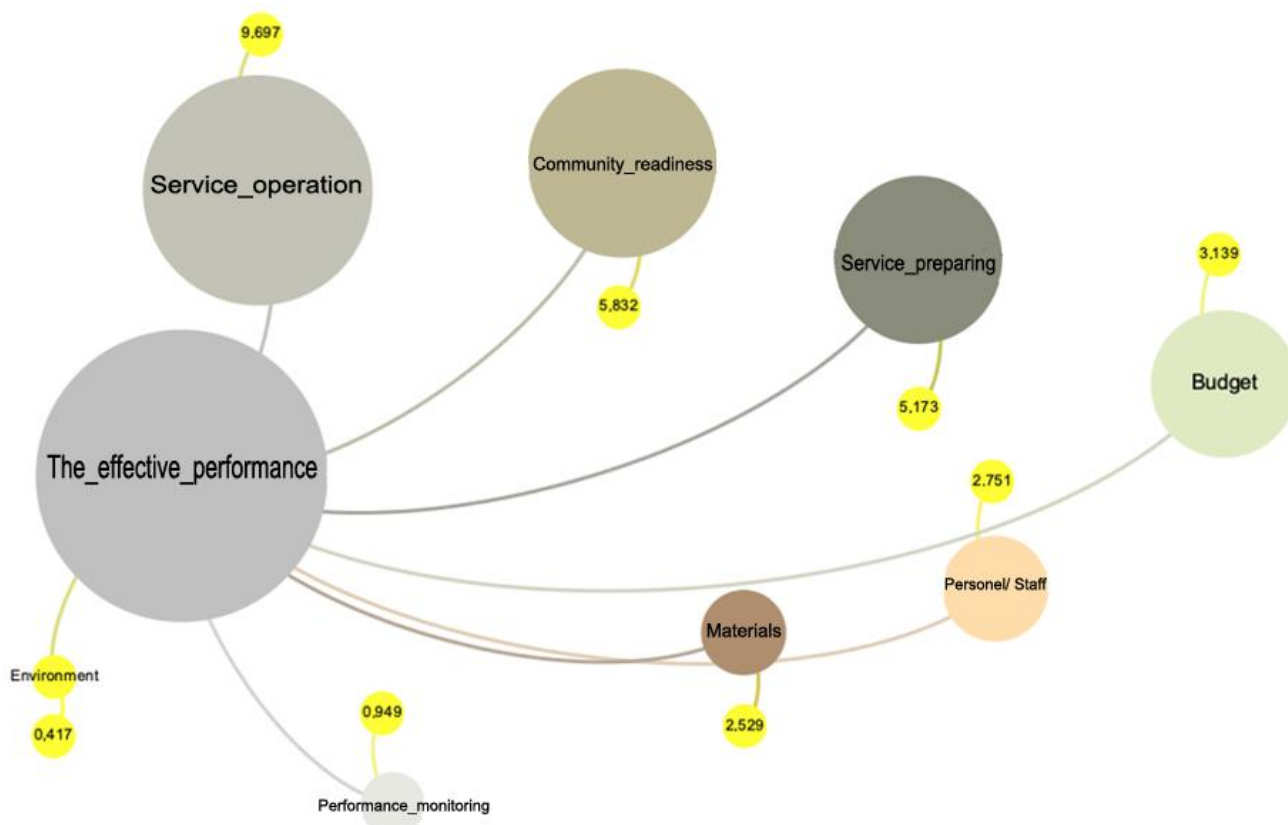 9,697
Service_operation
Community_readiness
5,832
Service_preparing
5,173
3,139
Budget
The_effective_performance
2,751
Personel/ Staff
Materials
2,529
Environment
0,417
0,949
Performance_monitoring